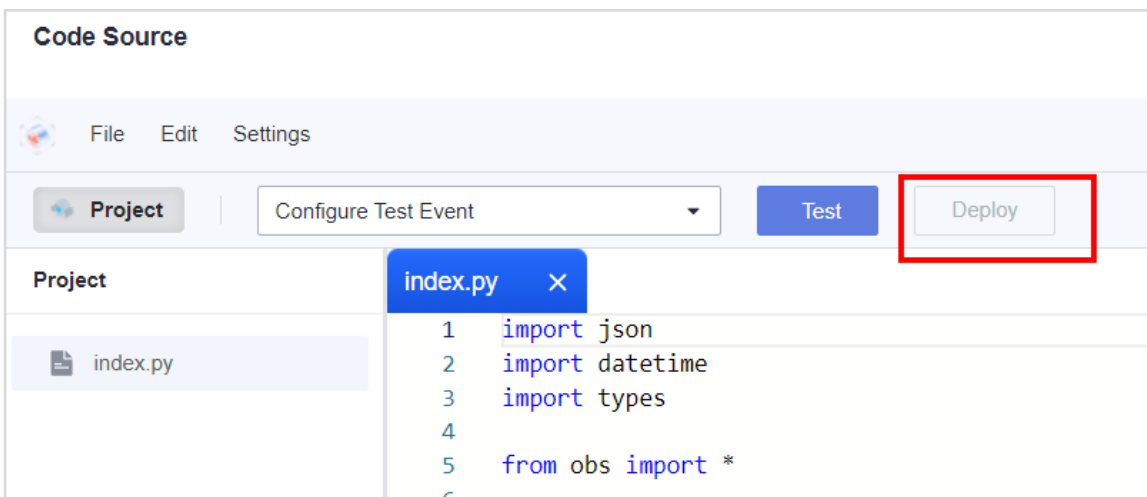 Code Source
File Edit Settings
Project Configure Test Event Test Deploy
Project
index.py
index.py
1 import json
2 import datetime
3 import types
4
5 from obs import *